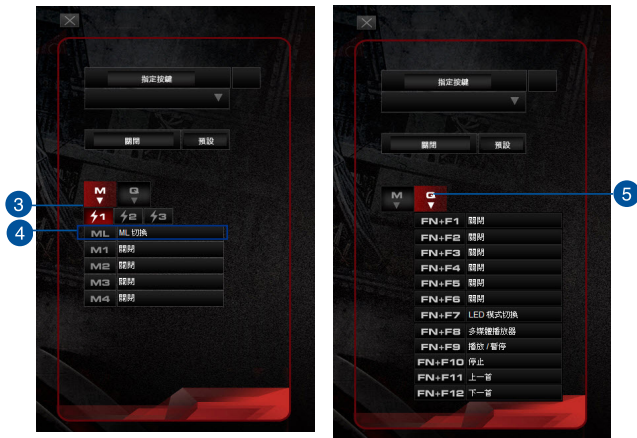 指定按鍵
關閉 預設
M G
1 2 3
3
4
ML ML 切換
M1 關閉
M2 關閉
M3 關閉
M4 關閉
指定按鍵
關閉 預設
M G
5
FN+F1 關閉
FN+F2 關閉
FN+F3 關閉
FN+F4 關閉
FN+F5 關閉
FN+F6 關閉
FN+F7 LED 模式切換
FN+F8 多媒體播放器
FN+F9 播放 / 暫停
FN+F10 停止
FN+F11 上一首
FN+F12 下一首